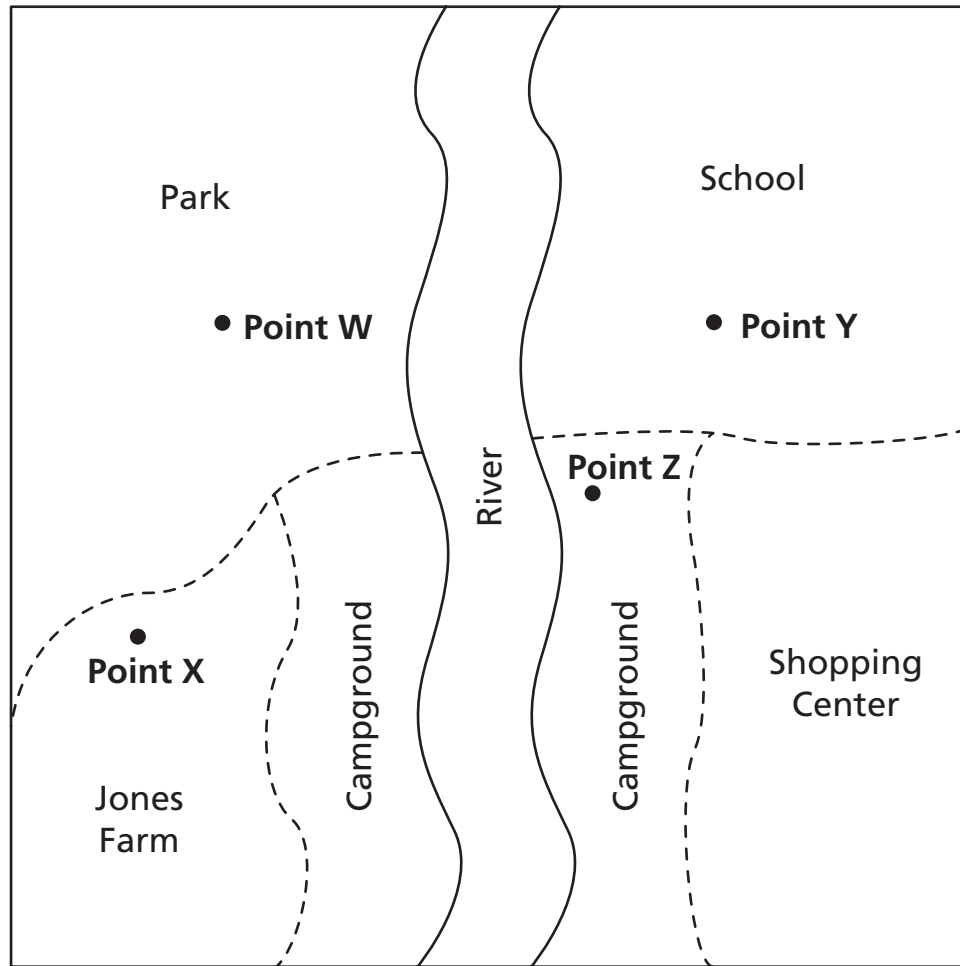 Park
School
Point W
Point Y
River
Point Z
Point X
Campground
Campground
Shopping
Center
Jones
Farm